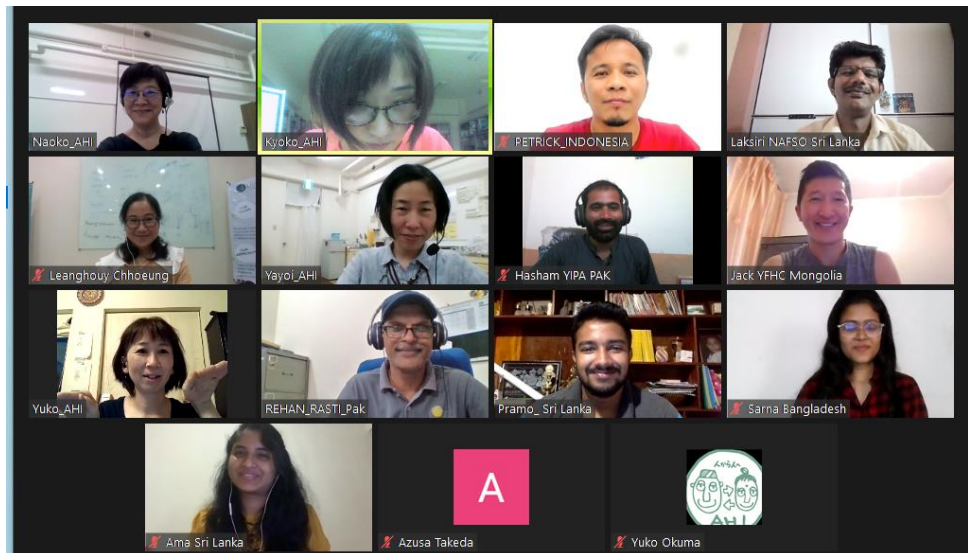 Naoko_AHI
Kyoko_AHI
PETRICK_INDONESIA
Laksiri NAFSO Sri Lanka
Leanghouy Chhoeung
Yayoi_AHI
Hasham YIPA PAK
Jack YFHC Mongolia
Yuko_AHI
REHAN_RASTI_Pak
Pramo_ Sri Lanka
Sarna Bangladesh
Ama Sri Lanka
A
Azusa Takeda
AHI
Yuko Okuma